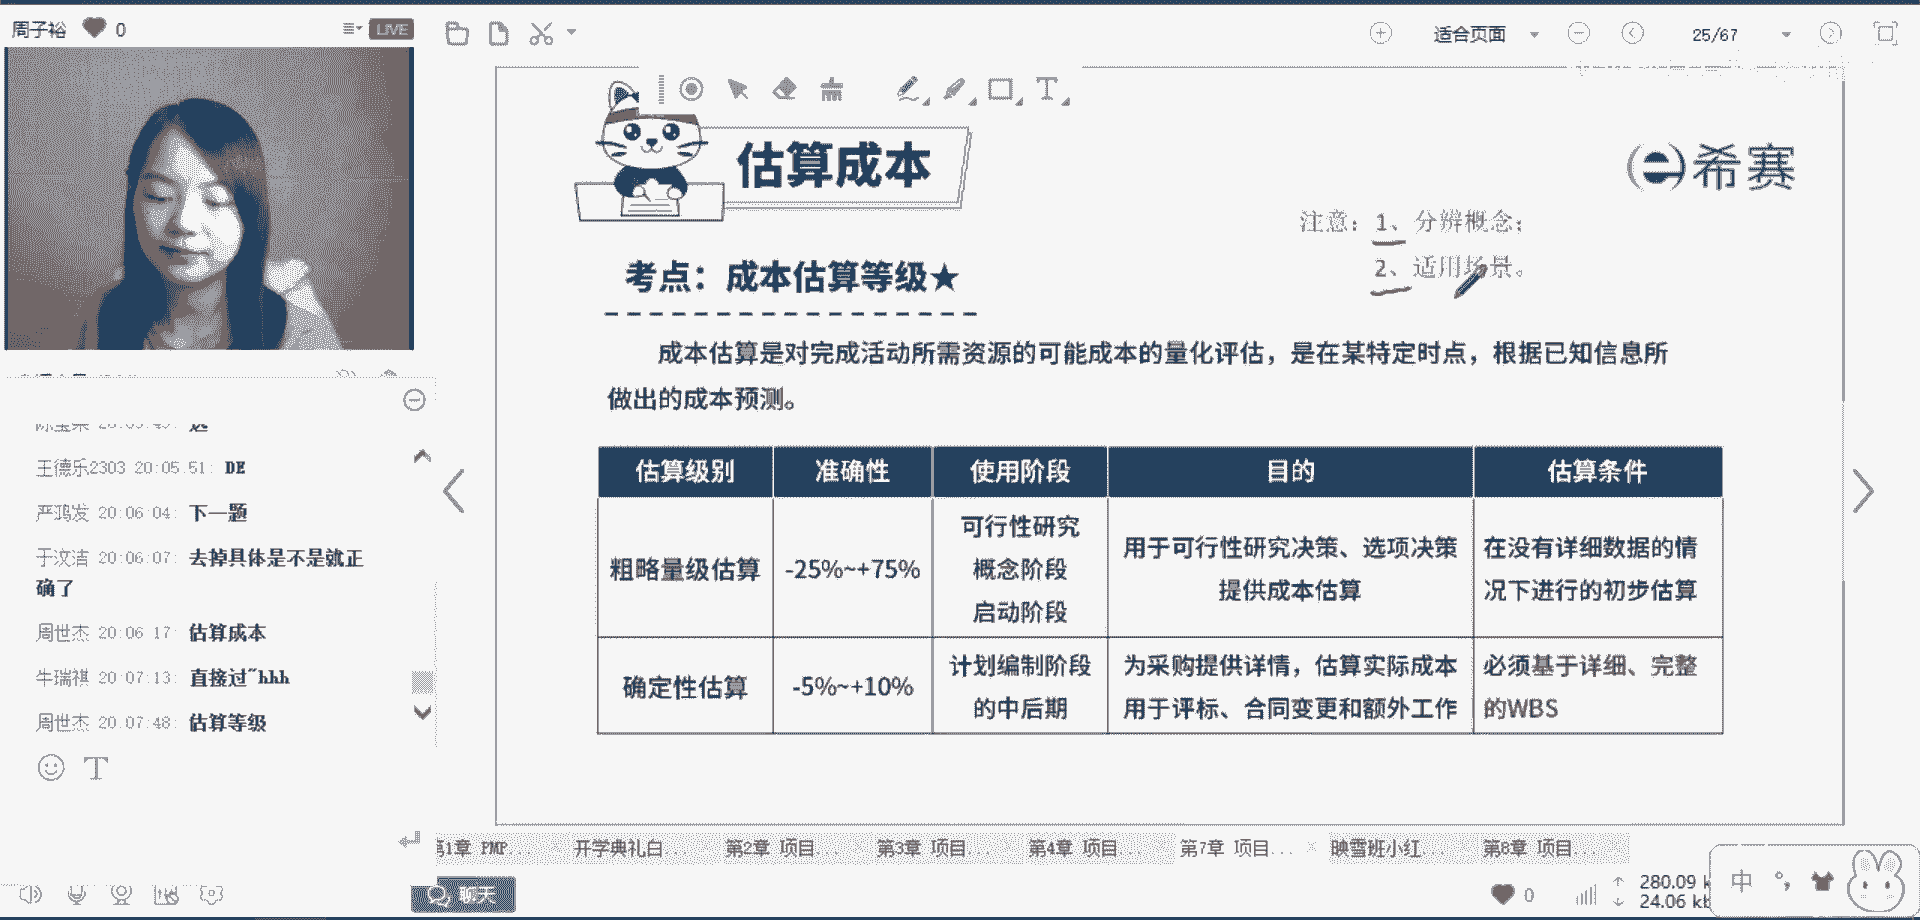 周子裕 0
LIVE
适合页面
25/67
估算成本
希赛
注意：1、分辨概念；
2、适用场景。
考点：成本估算等级★
成本估算是对完成活动所需资源的可能成本的量化评估，是在某特定时点，根据已知信息所
做出的成本预测。
估算级别 准确性 使用阶段 目的 估算条件
粗略量级估算 -25%~+75% 可行性研究 概念阶段 启动阶段 用于可行性研究决策、选项决策 提供成本估算 在没有详细数据的情 况下进行的初步估算
确定性估算 -5%~+10% 计划编制阶段 的中后期 为采购提供详情，估算实际成本 用于评标、合同变更和额外工作 必须基于详细、完整 的WBS
王德乐2303 20:05:51: DE
严鸿发 20:06:04: 下一题
于汶洁 20:06:07: 去掉具体是不是就正
确了
周世杰 20:06:17: 估算成本
牛瑞祺 20:07:13: 直接过~hhh
周世杰 20:07:48: 估算等级
第1章 PMP... 开学典礼白... 第2章 项目... 第3章 项目... 第4章 项目... 第7章 项目... × 映雪班小红... 第8章 项目...
聊天
0
280.09 k
24.06 kb
中